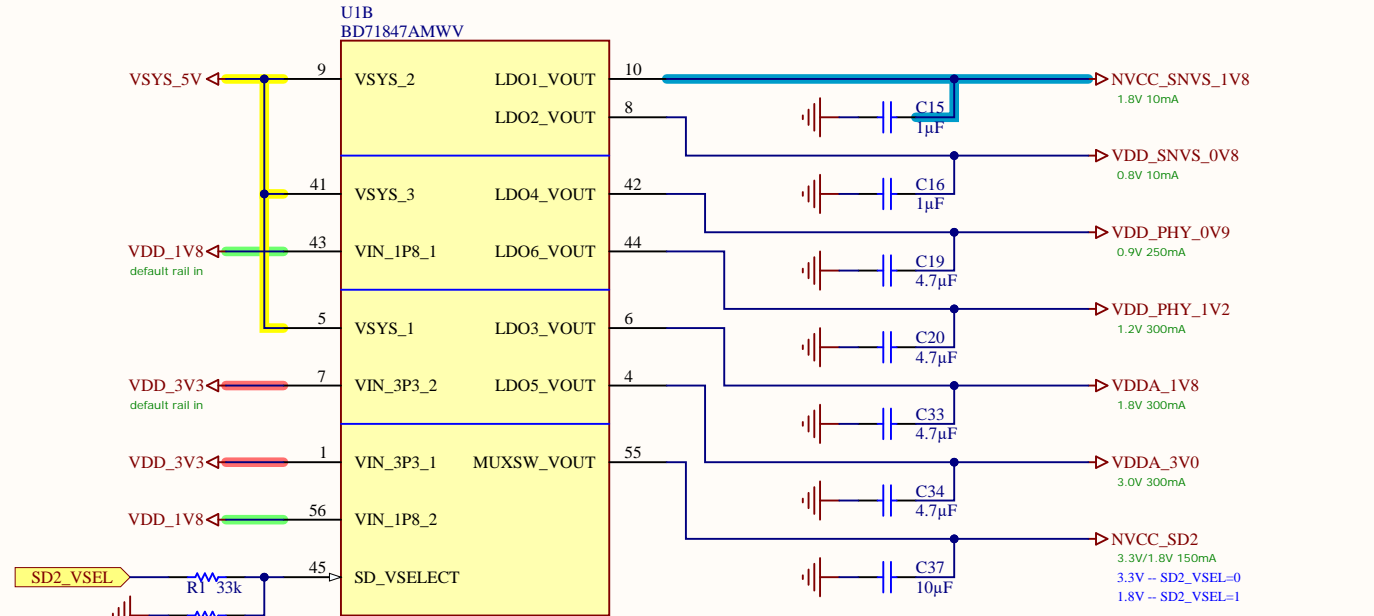 U1B
BD71847AMWV
VSYS_5V
9
VSYS_2
LDO1_VOUT
10
NVCC_SNVS_1V8
1.8V 10mA
C15
1µF
LDO2_VOUT
8
VDD_SNVS_0V8
0.8V 10mA
C16
1µF
41
VSYS_3
LDO4_VOUT
42
VDD_PHY_0V9
0.9V 250mA
VDD_1V8
default rail in
43
VIN_1P8_1
LDO6_VOUT
44
C19
4.7µF
VDD_PHY_1V2
1.2V 300mA
5
VSYS_1
LDO3_VOUT
6
C20
4.7µF
VDD_3V3
default rail in
7
VIN_3P3_2
LDO5_VOUT
4
VDDA_1V8
1.8V 300mA
C33
4.7µF
VDD_3V3
1
VIN_3P3_1
MUXSW_VOUT
55
VDDA_3V0
3.0V 300mA
C34
4.7µF
VDD_1V8
56
VIN_1P8_2
NVCC_SD2
3.3V/1.8V 150mA
3.3V -- SD2_VSEL=0
1.8V -- SD2_VSEL=1
SD2_VSEL
R1 33k
45
SD_VSELECT
C37
10µF